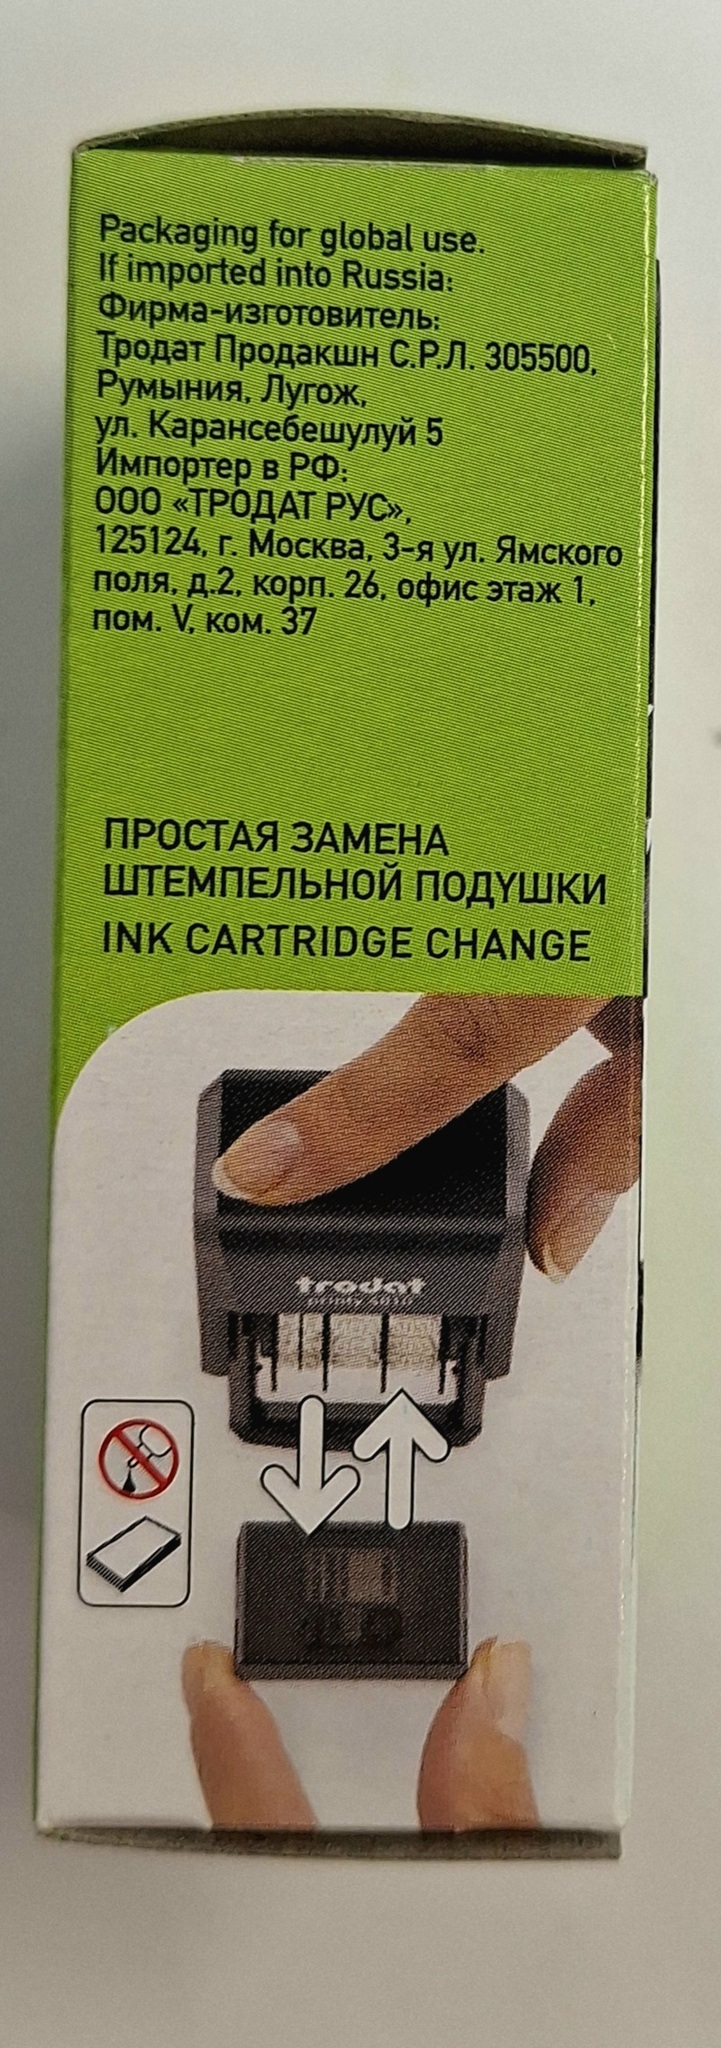 Packaging for global use.
If imported into Russia:
Фирма-изготовитель:
Тродат Продакшн С.Р.Л. 305500,
Румыния, Лугож,
ул. Карансебешулуй 5
Импортер в РФ:
ООО «ТРОДАТ РУС»,
125124, г. Москва, 3-я ул. Ямского
поля, д.2, корп. 26, офис этаж 1,
пом. V, ком. 37
ПРОСТАЯ ЗАМЕНА
ШТЕМПЕЛЬНОЙ ПОДУШКИ
INK CARTRIDGE CHANGE
trodat